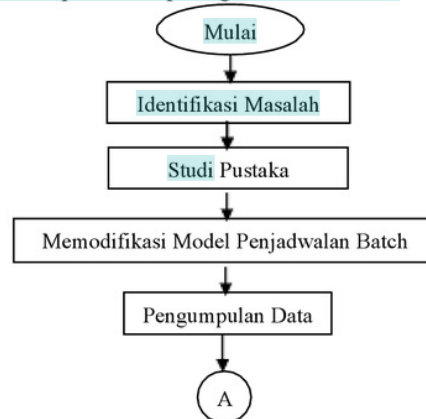 Mulai
Identifikasi Masalah
Studi Pustaka
Memodifikasi Model Penjadwalan Batch
Pengumpulan Data
A